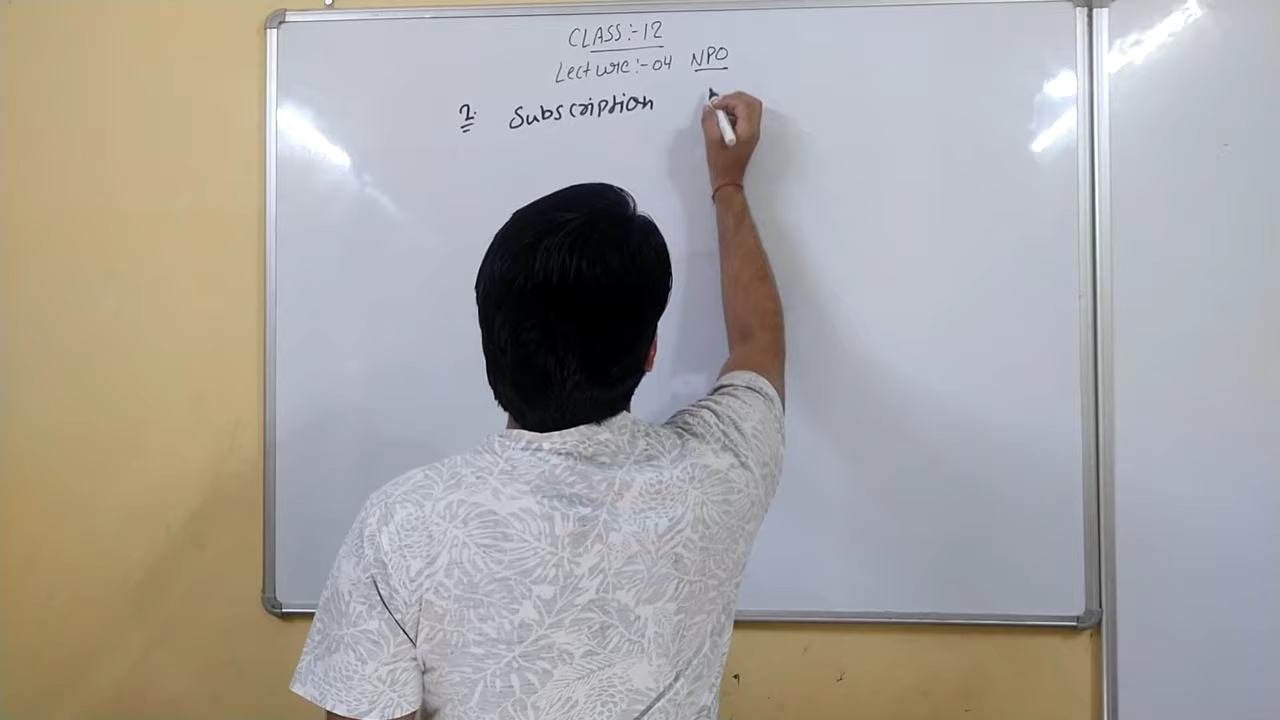 CLASS :- 12
Lecture :- 04 NPO
2. Subscription